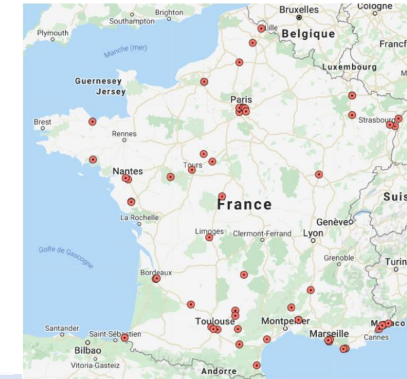 Brighton
Bruxelles
Cologne
Southampton
Lille
Plymouth
Belgique
Francf
Manche (mer)
Luxembourg
Guernesey
Jersey
Paris
Brest
Strasbourg
Rennes
Nantes
Tours
Suis
France
La Rochelle
Genève
Limoges
Clermont-Ferrand
Lyon
Golfe de Gascogne
Grenoble
Turin
Bordeaux
Toulouse
Montpellier
Monaco
Santander
Saint-Sébastien
Marseille
Cannes
Bilbao
Vitoria-Gasteiz
Andorre